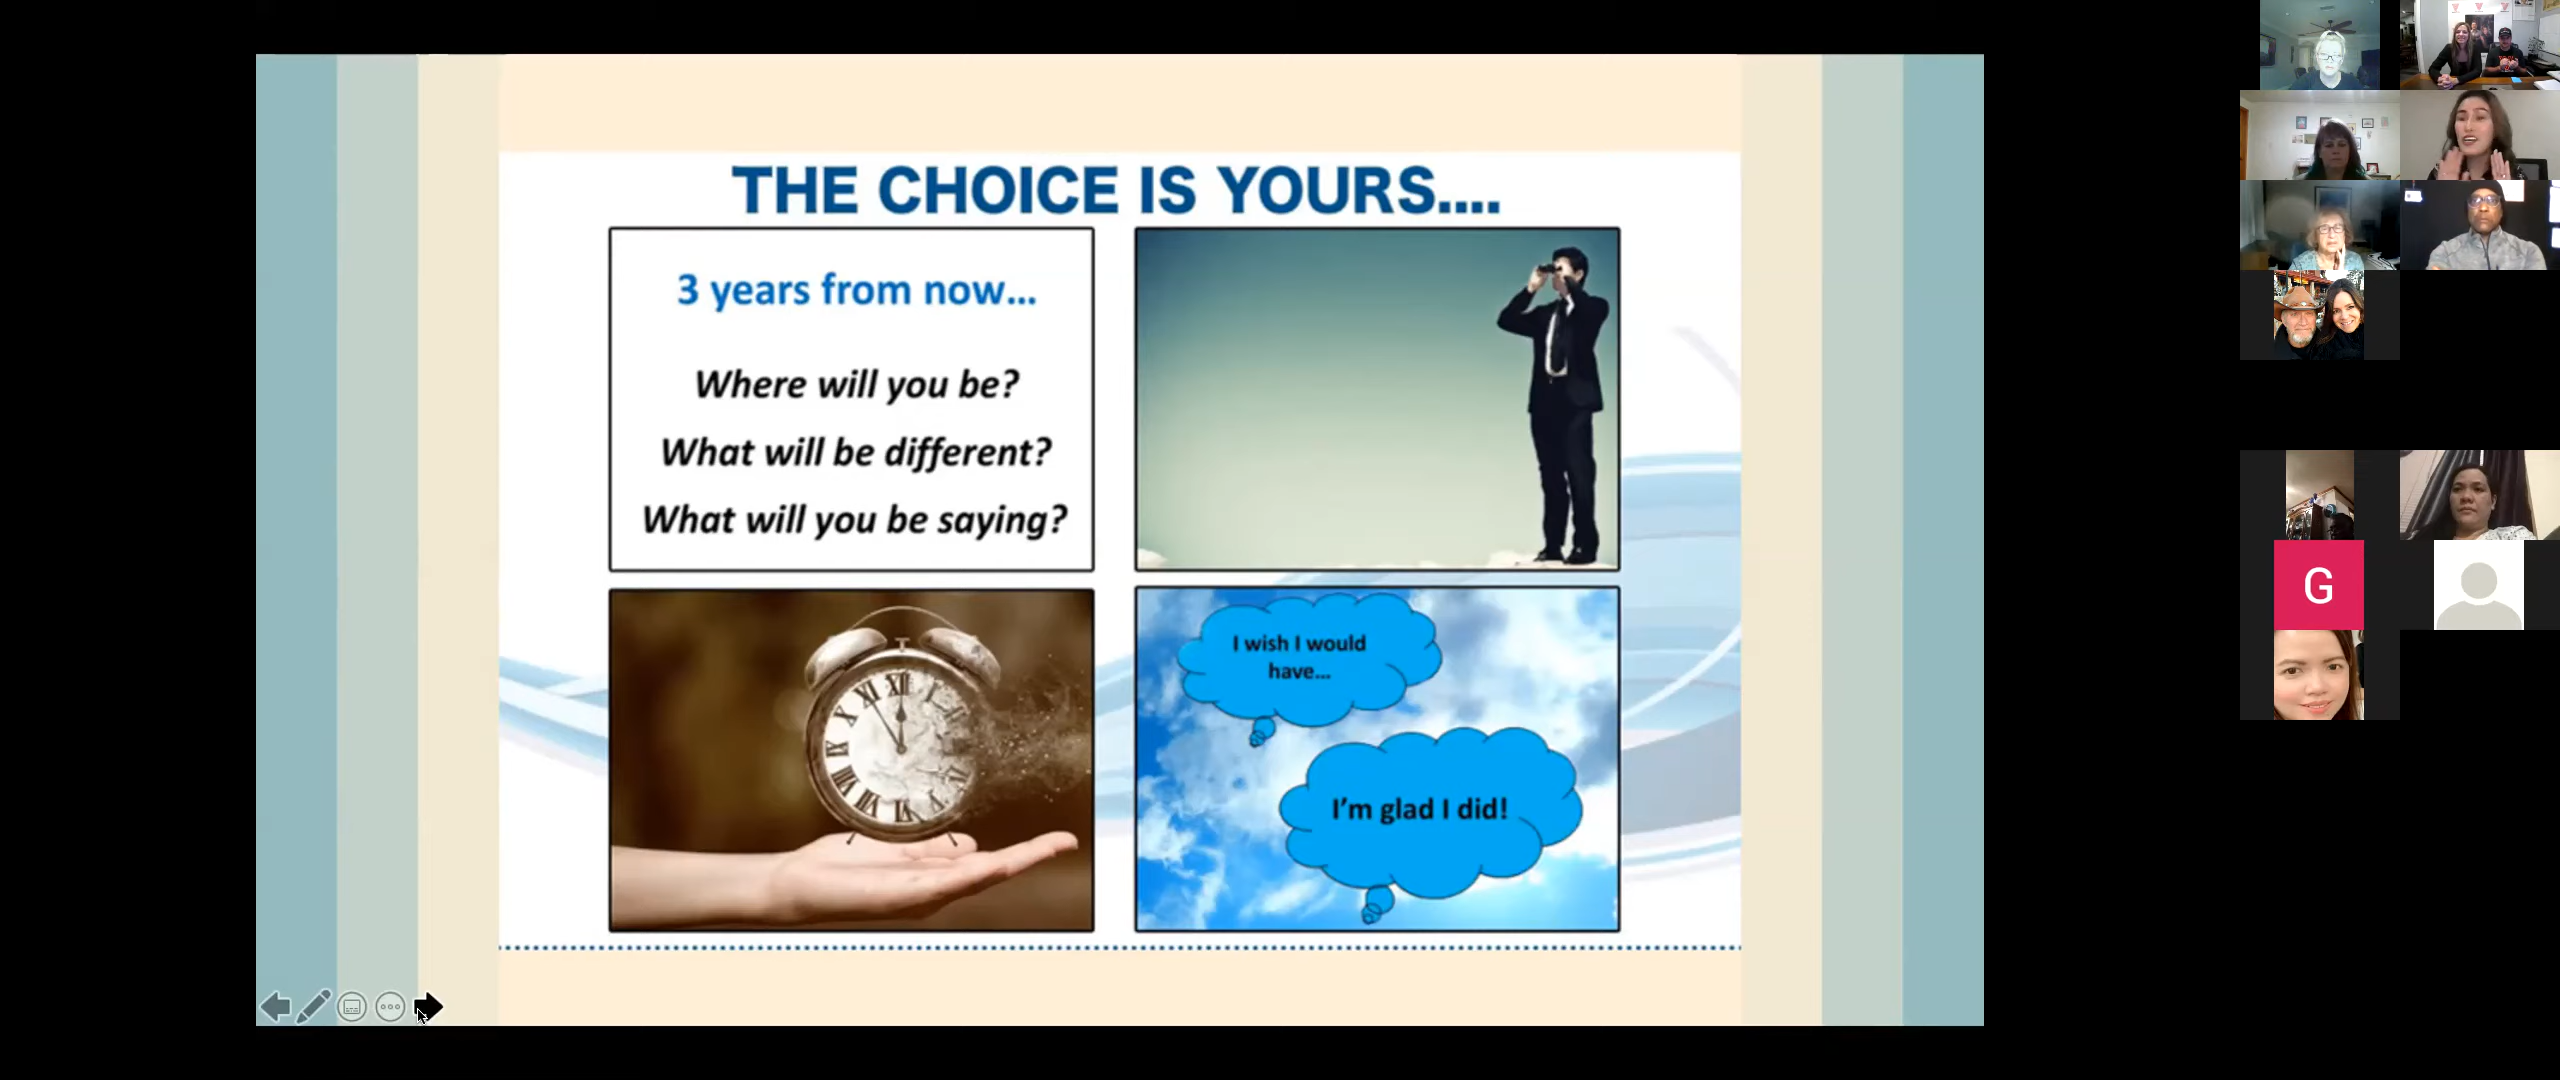 THE CHOICE IS YOURS....
3 years from now...
Where will you be?
What will be different?
What will you be saying?
XII
I wish I would
have...
I'm glad I did!
G